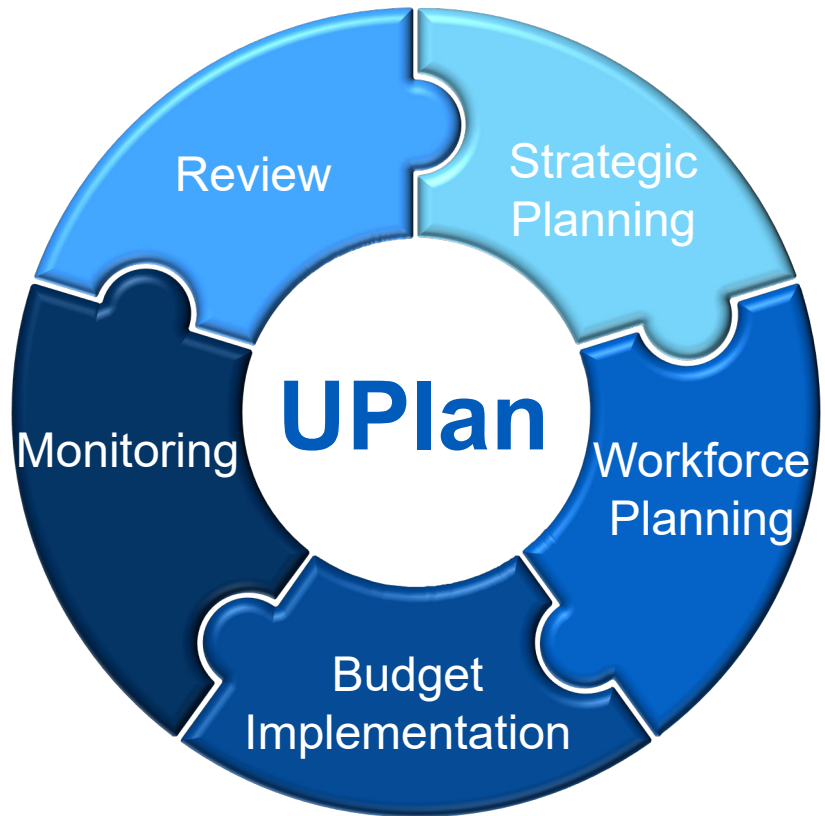 Review
Strategic
Planning
UPlan
Monitoring
Workforce
Planning
Budget
Implementation